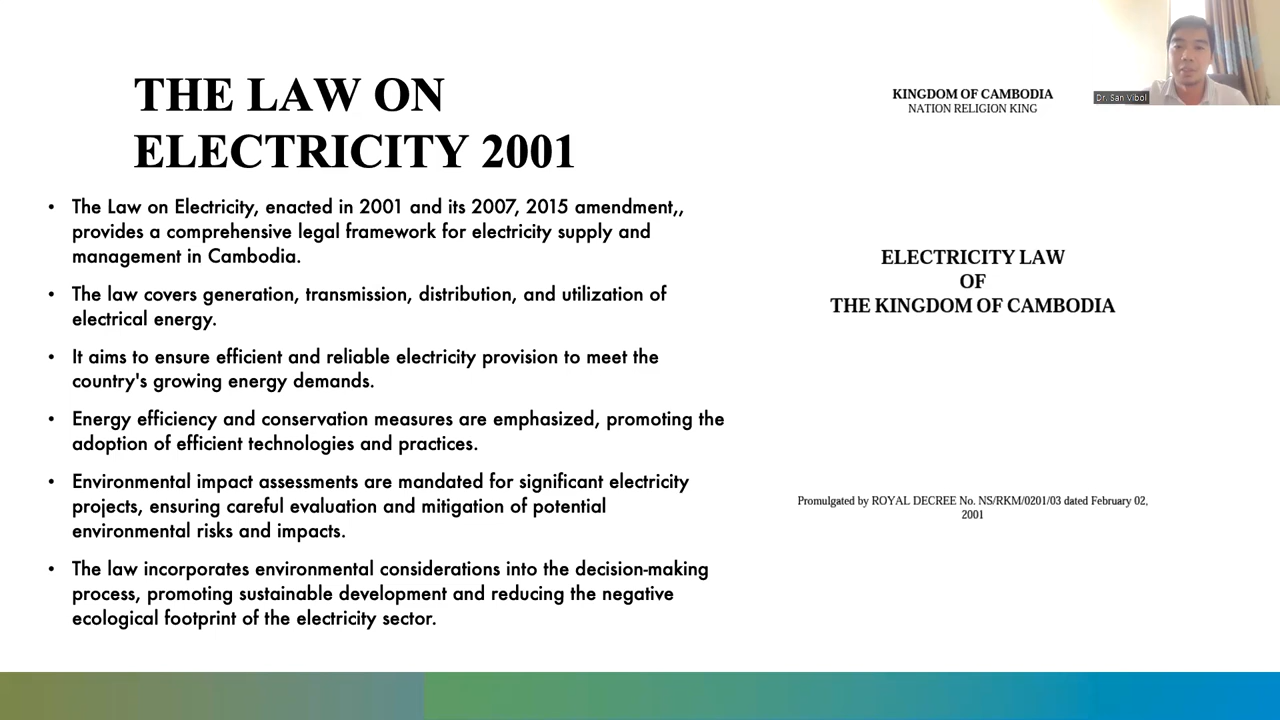 THE LAW ON
ELECTRICITY 2001
• The Law on Electricity, enacted in 2001 and its 2007, 2015 amendment,,
provides a comprehensive legal framework for electricity supply and
management in Cambodia.
• The law covers generation, transmission, distribution, and utilization of
electrical energy.
• It aims to ensure efficient and reliable electricity provision to meet the
country's growing energy demands.
• Energy efficiency and conservation measures are emphasized, promoting the
adoption of efficient technologies and practices.
• Environmental impact assessments are mandated for significant electricity
projects, ensuring careful evaluation and mitigation of potential
environmental risks and impacts.
• The law incorporates environmental considerations into the decision-making
process, promoting sustainable development and reducing the negative
ecological footprint of the electricity sector.
KINGDOM OF CAMBODIA
NATION RELIGION KING
ELECTRICITY LAW
OF
THE KINGDOM OF CAMBODIA
Promulgated by ROYAL DECREE No. NS/RKM/0201/03 dated February 02,
2001
Dr. San Vibol